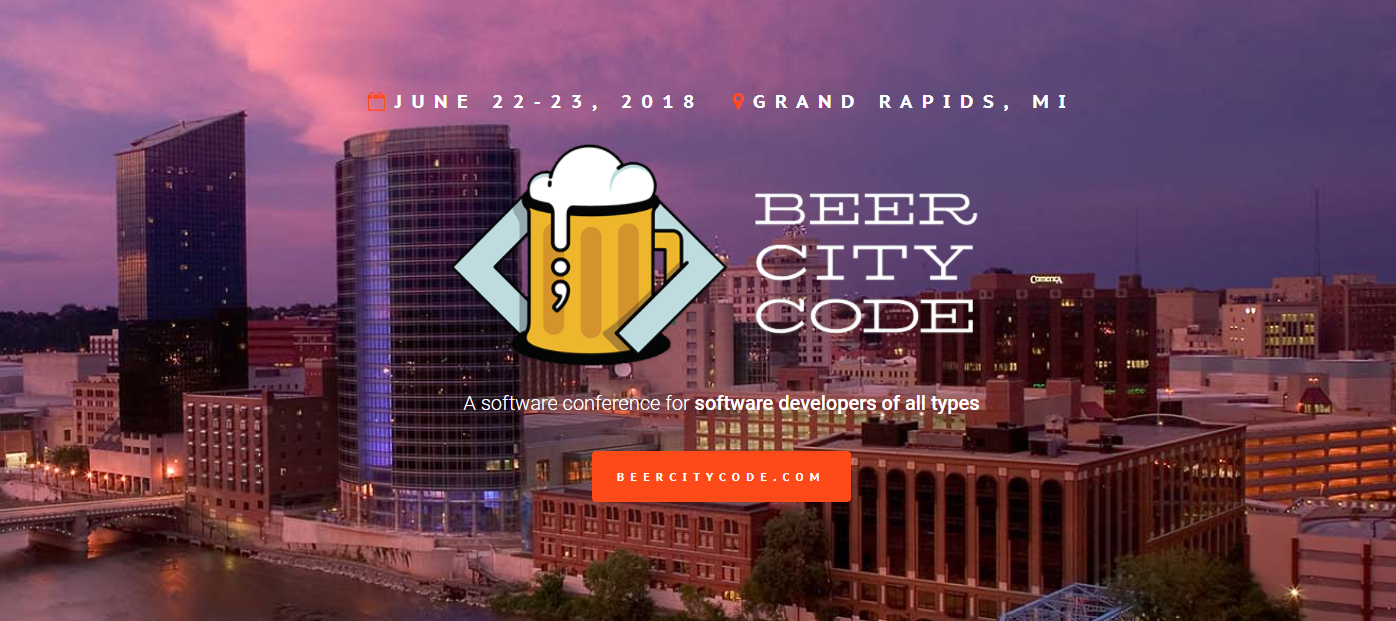 JUNE 22-23, 2018 GRAND RAPIDS, MI
BEER
CITY
CODE
Comerica
A software conference for software developers of all types
BEERCITYCODE.COM